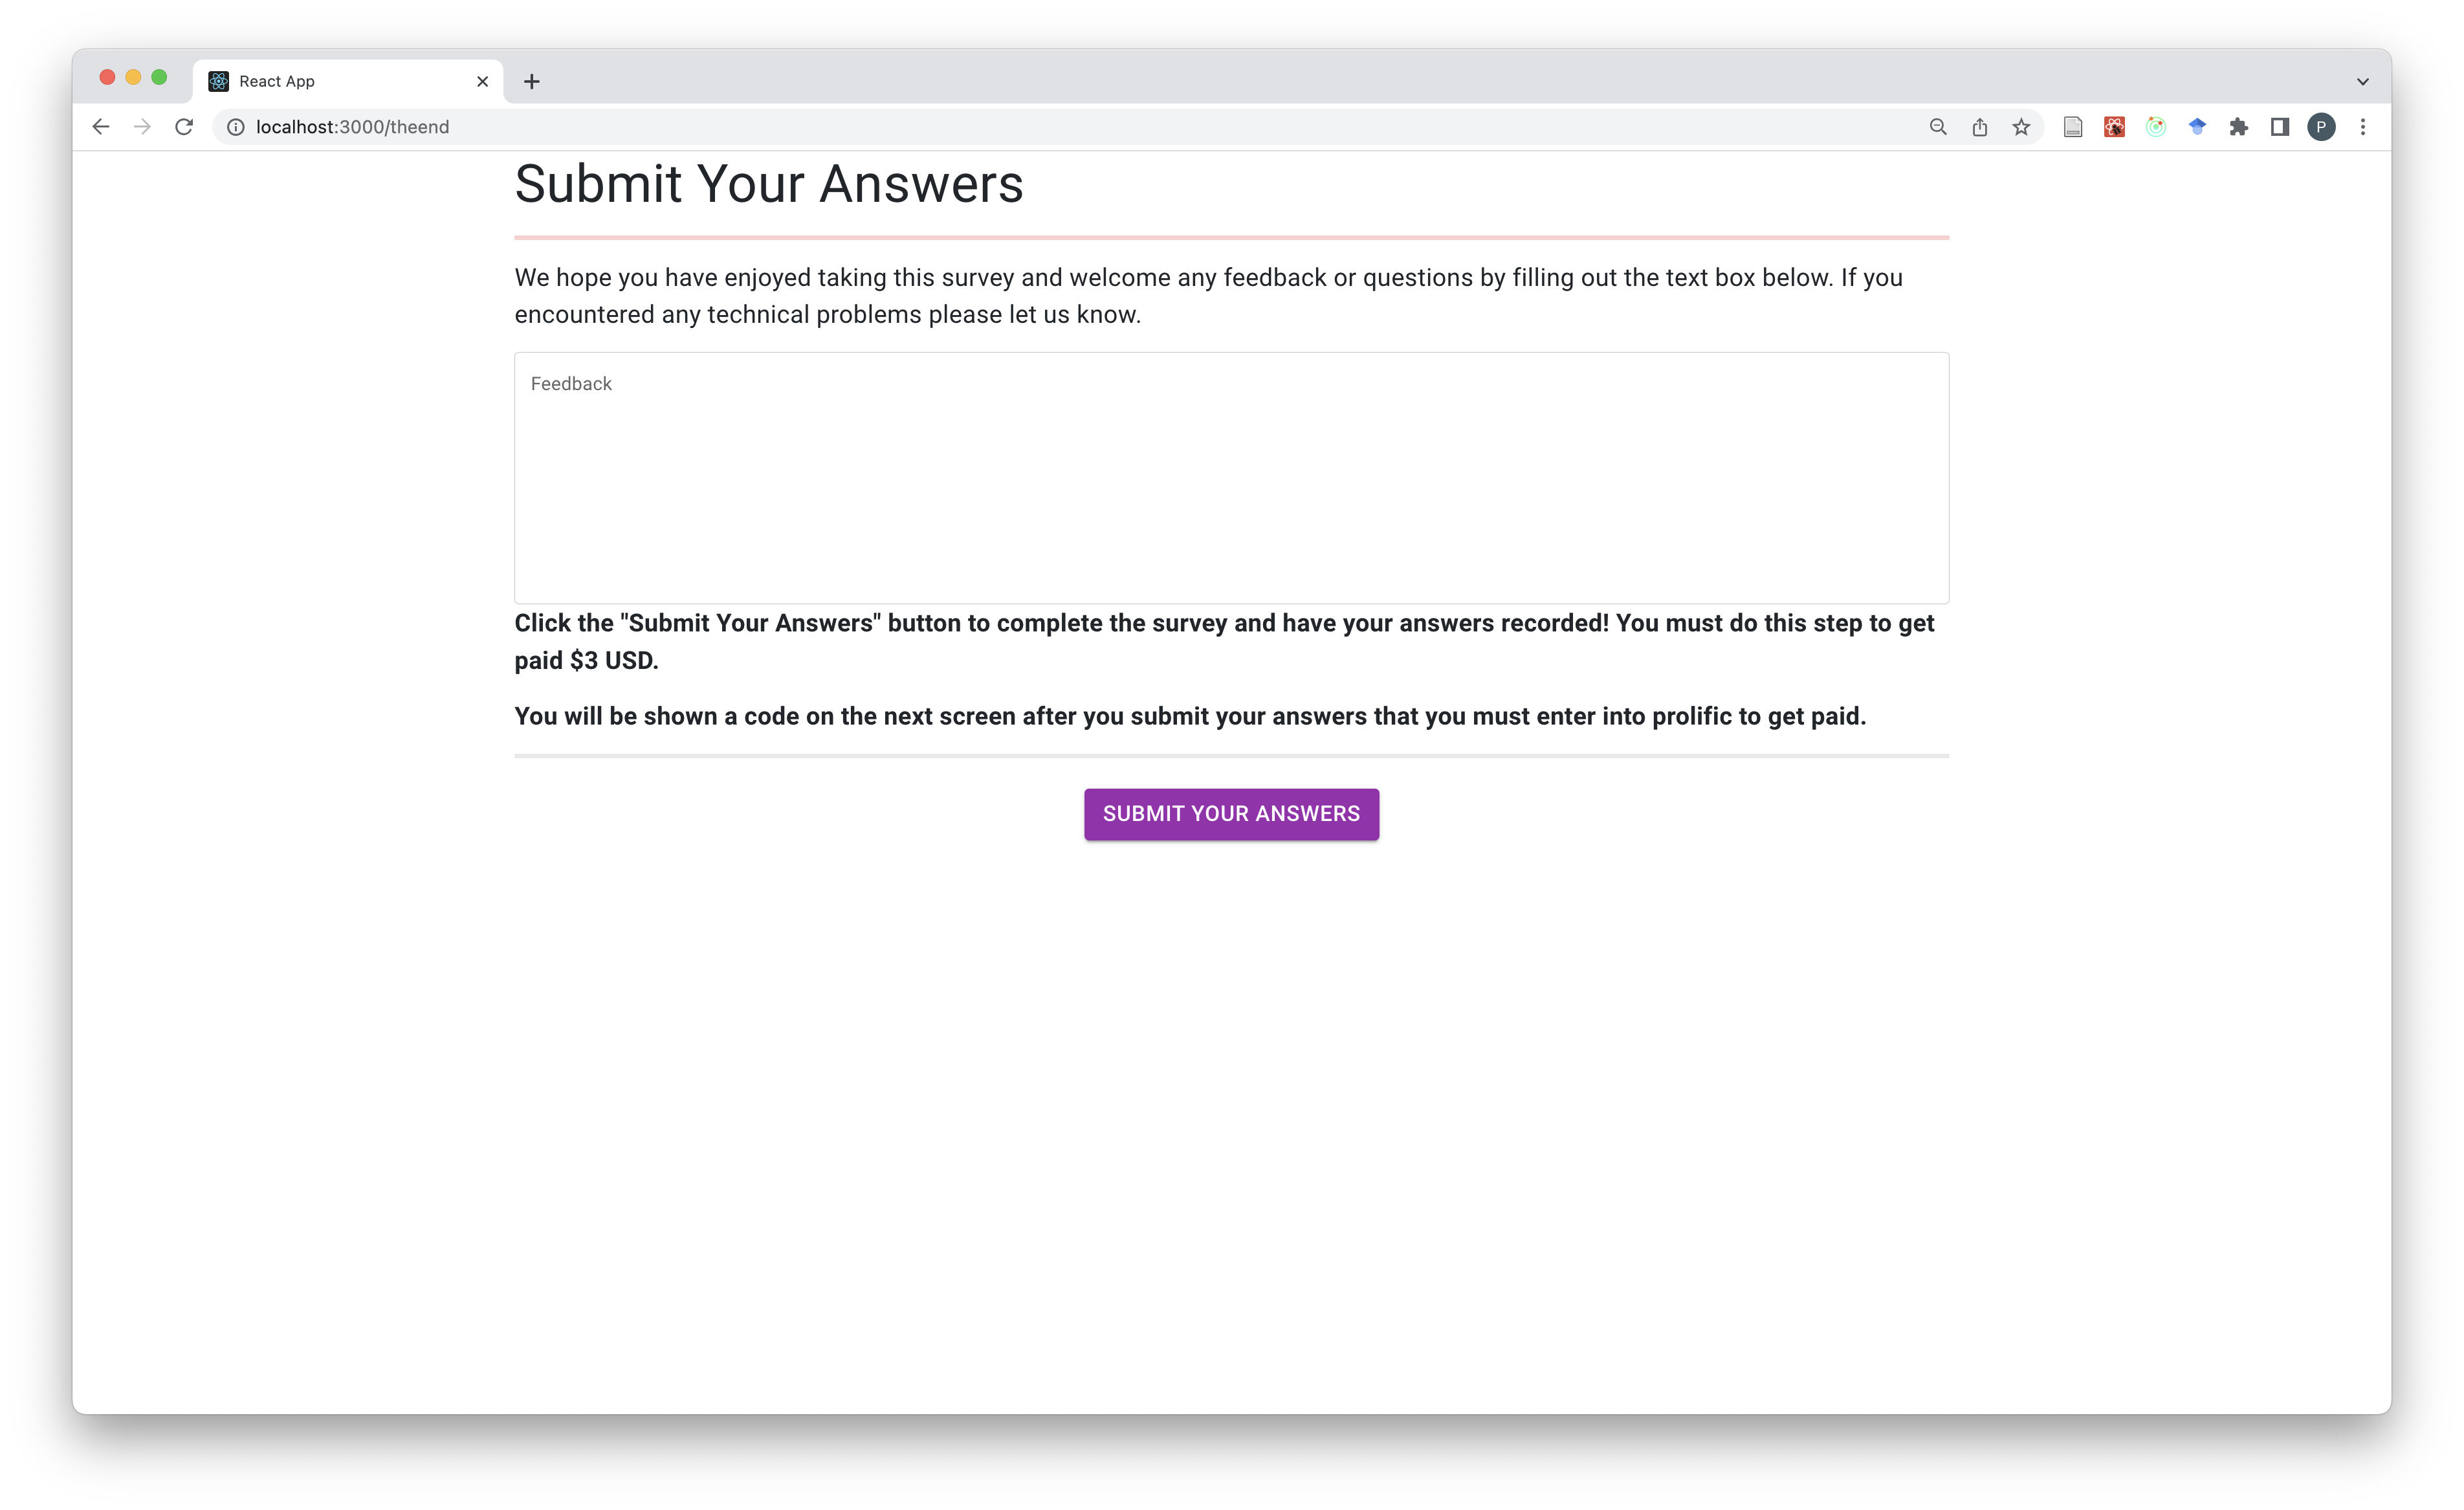 React App
localhost:3000/theend
P
Submit Your Answers
We hope you have enjoyed taking this survey and welcome any feedback or questions by filling out the text box below. If you
encountered any technical problems please let us know.
Feedback
Click the "Submit Your Answers" button to complete the survey and have your answers recorded! You must do this step to get
paid $3 USD.
You will be shown a code on the next screen after you submit your answers that you must enter into prolific to get paid.
SUBMIT YOUR ANSWERS